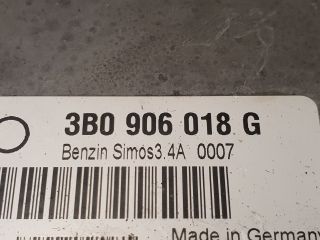 3B0 906 018 G
Benzin Simos3.4A 0007
Made in Germany